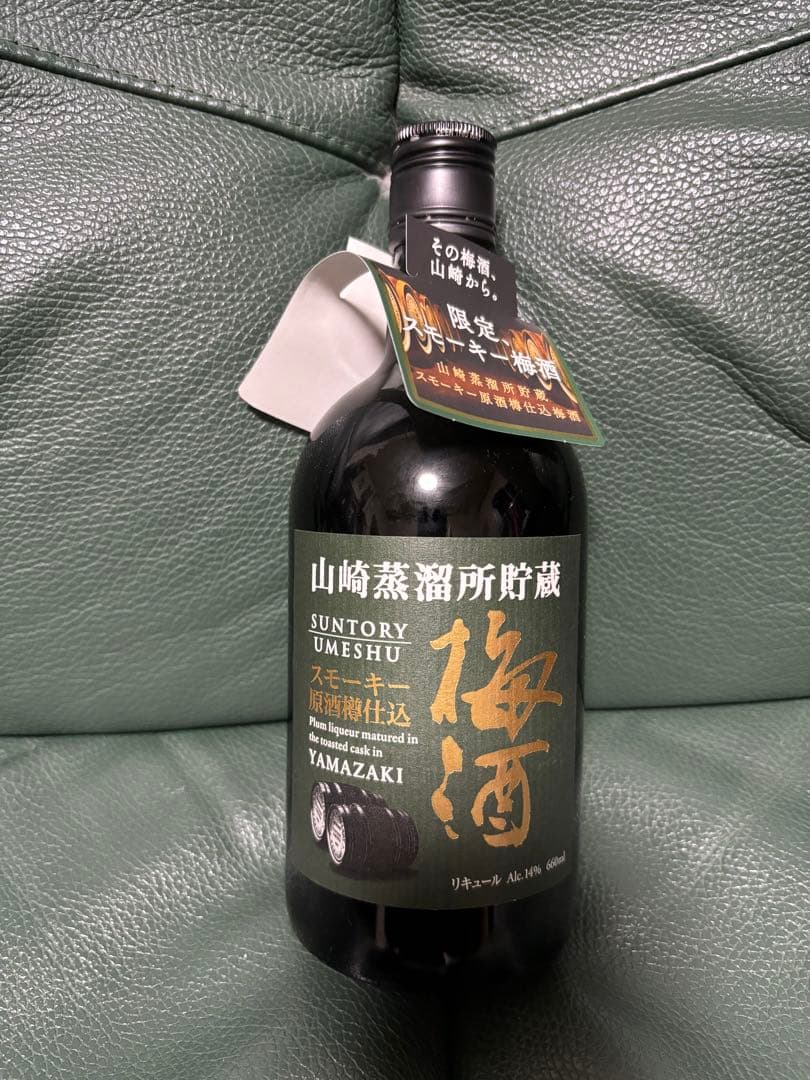 その梅酒、
山崎から。
限定、
スモーキー梅酒
山崎蒸溜所貯蔵
スモーキー原酒樽仕込梅酒
山崎蒸溜所貯蔵
SUNTORY
UMESHU
スモーキー
原酒樽仕込
Plum liqueur matured in
the toasted cask in
YAMAZAKI
梅酒
リキュール Alc.14% 660ml